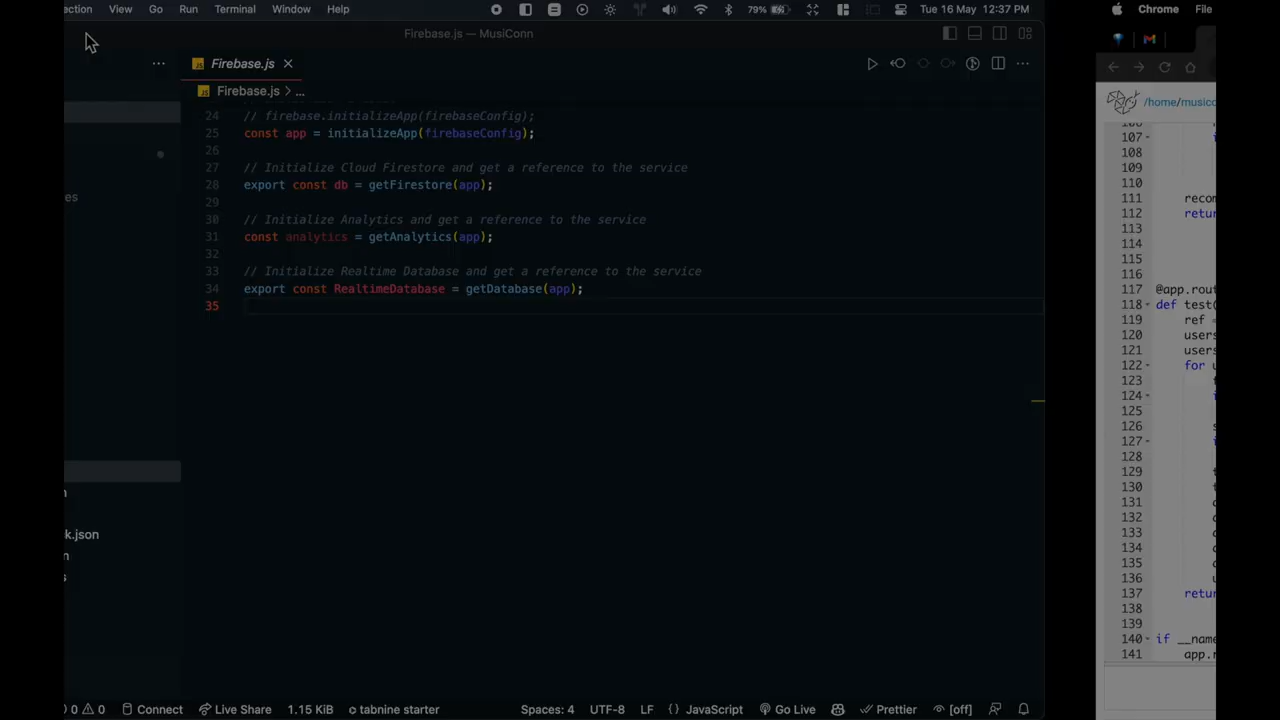 ection View Go Run Terminal Window Help 79% Tue 16 May 12:37 PM
Firebase.js — MusiConn
Firebase.js
Firebase.js > ...
24 // firebase.initializeApp(firebaseConfig);
25 const app = initializeApp(firebaseConfig);
26
27 // Initialize Cloud Firestore and get a reference to the service
28 export const db = getFirestore(app);
29
30 // Initialize Analytics and get a reference to the service
31 const analytics = getAnalytics(app);
32
33 // Initialize Realtime Database and get a reference to the service
34 export const RealtimeDatabase = getDatabase(app);
35
es
k.json
0 0 Connect Live Share 1.15 KiB tabnine starter Spaces: 4 UTF-8 LF {} JavaScript Go Live Prettier [off]
Chrome File
/home/musico
107
108
109
110
111 recom
112 retur
113
114
115
116
117 @app.rout
118 def test(
119 ref =
120 users
121 users
122 for u
123
124
125
126
127
128
129
130
131
132
133
134
135
136
137 retur
138
139
140 if __name
141 app.r